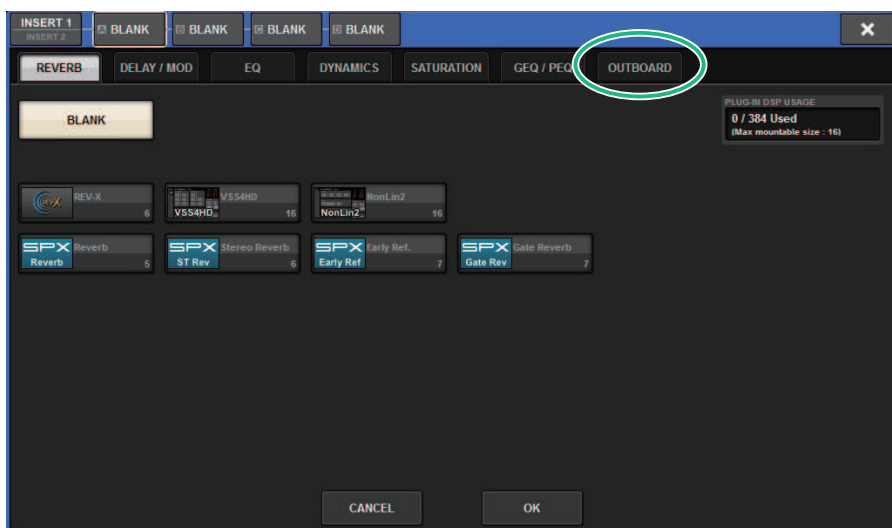 INSERT 1
INSERT 2
A BLANK
B BLANK
C BLANK
D BLANK
REVERB
DELAY / MOD
EQ
DYNAMICS
SATURATION
GEQ / PEQ
OUTBOARD
BLANK
PLUG-IN DSP USAGE
0 / 384 Used
(Max mountable size : 16)
REV-X
REV-X
6
VSS4HD
VSS4HD
16
NonLin2
NonLin2
16
SPX
Reverb
Reverb
5
SPX
ST Rev
Stereo Reverb
6
SPX
Early Ref
Early Ref.
7
SPX
Gate Rev
Gate Reverb
7
CANCEL
OK